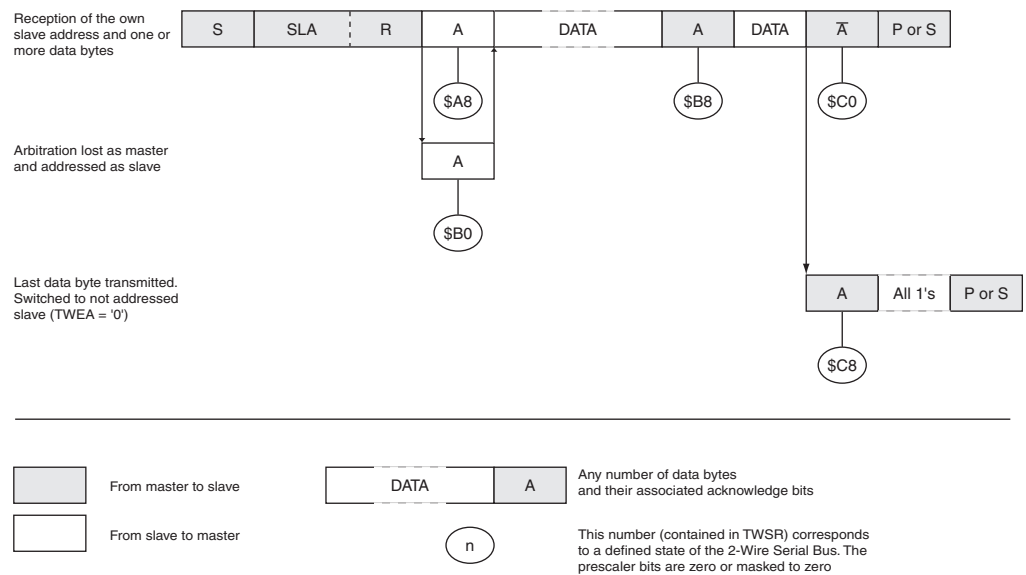 Reception of the own
slave address and one or
more data bytes
S SLA R A DATA A DATA A̅ P or S
$A8 $B8 $C0
Arbitration lost as master
and addressed as slave
A
$B0
Last data byte transmitted.
Switched to not addressed
slave (TWEA = '0')
A All 1's P or S
$C8
From master to slave
DATA A
Any number of data bytes
and their associated acknowledge bits
From slave to master
n
This number (contained in TWSR) corresponds
to a defined state of the 2-Wire Serial Bus. The
prescaler bits are zero or masked to zero